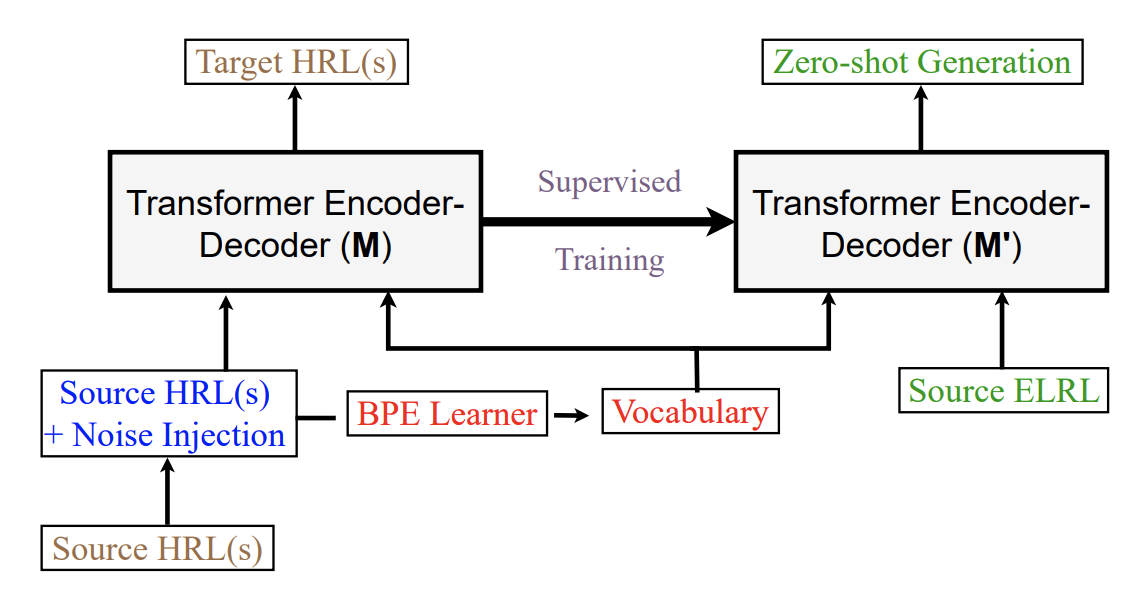 Target HRL(s)
Zero-shot Generation
Transformer Encoder-
Decoder (M)
Supervised
Training
Transformer Encoder-
Decoder (M')
Source HRL(s)
+ Noise Injection
BPE Learner
Vocabulary
Source ELRL
Source HRL(s)